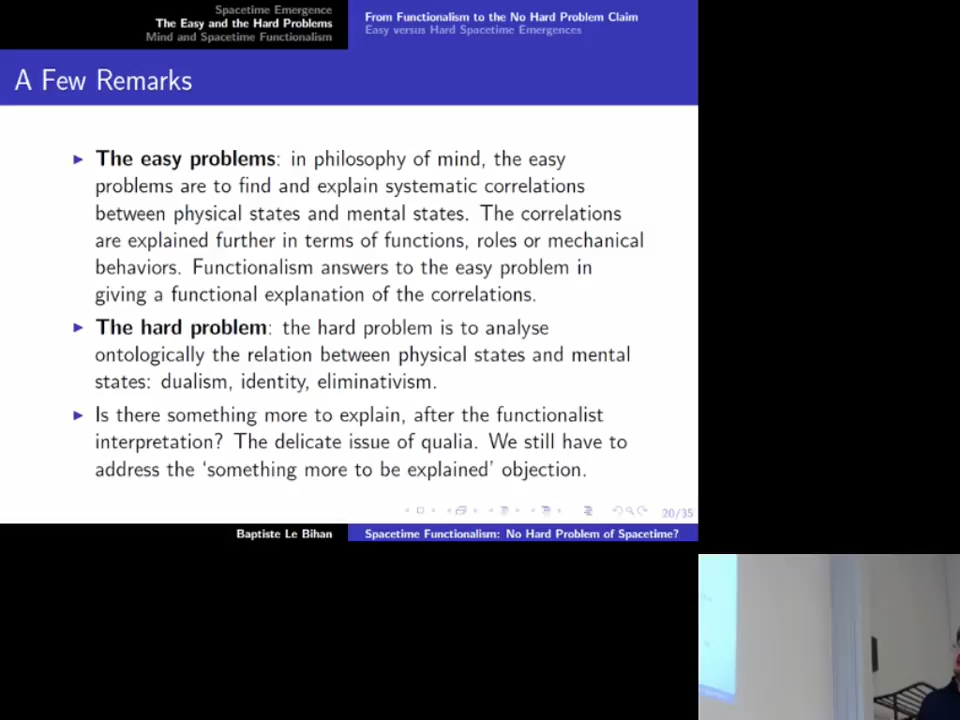 Spacetime Emergence
The Easy and the Hard Problems
Mind and Spacetime Functionalism
From Functionalism to the No Hard Problem Claim
Easy versus Hard Spacetime Emergences
A Few Remarks
The easy problems: in philosophy of mind, the easy
problems are to find and explain systematic correlations
between physical states and mental states. The correlations
are explained further in terms of functions, roles or mechanical
behaviors. Functionalism answers to the easy problem in
giving a functional explanation of the correlations.
The hard problem: the hard problem is to analyse
ontologically the relation between physical states and mental
states: dualism, identity, eliminativism.
Is there something more to explain, after the functionalist
interpretation? The delicate issue of qualia. We still have to
address the ‘something more to be explained’ objection.
20/35
Baptiste Le Bihan
Spacetime Functionalism: No Hard Problem of Spacetime?